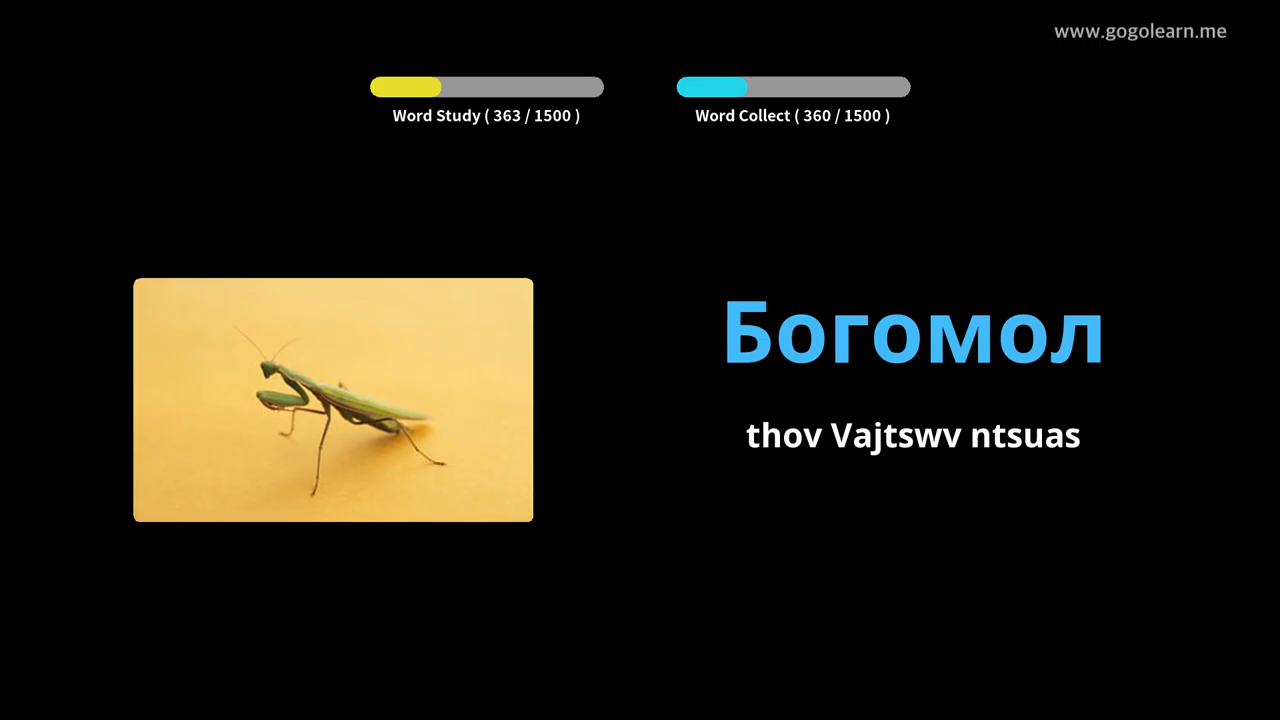 www.gogolearn.me
Word Study ( 363 / 1500 )
Word Collect ( 360 / 1500 )
Богомол
thov Vajtswv ntsuas